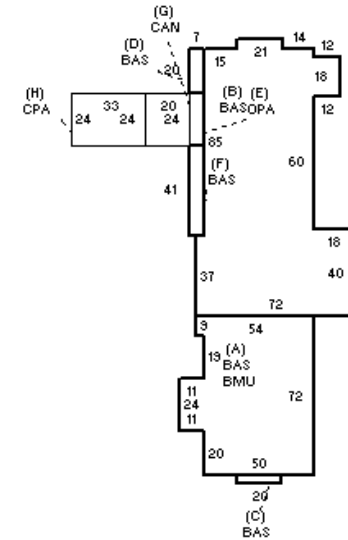 (G)
CAN
7
14
(D)
BAS
15
21
12
20
18
(H)
CPA
33
20
(B) (E)
BAS OPA
12
24
24
24
85
(F)
BAS
60
41
18
37
40
72
9
54
(A)
19
BAS
BMU
11
24
11
72
20
50
20
(C)
BAS